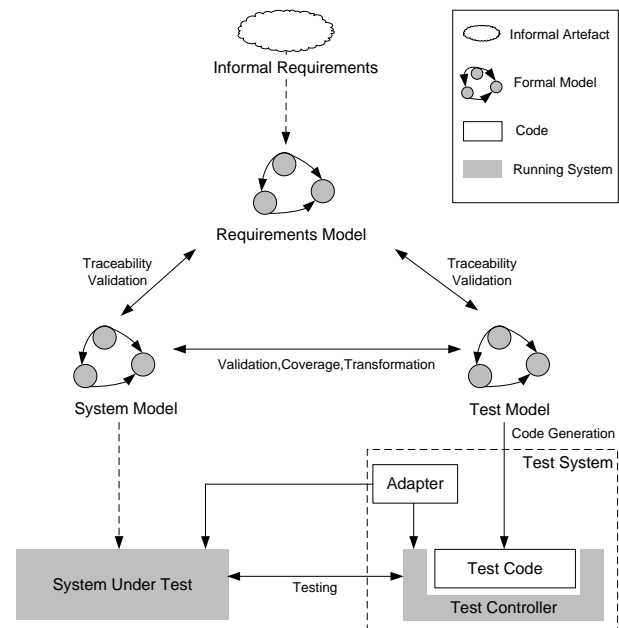 Informal Requirements
Informal Artefact
Formal Model
Code
Running System
Requirements Model
Traceability
Validation
Traceability
Validation
Validation,Coverage,Transformation
System Model
Test Model
Code Generation
Test System
Adapter
System Under Test
Testing
Test Code
Test Controller